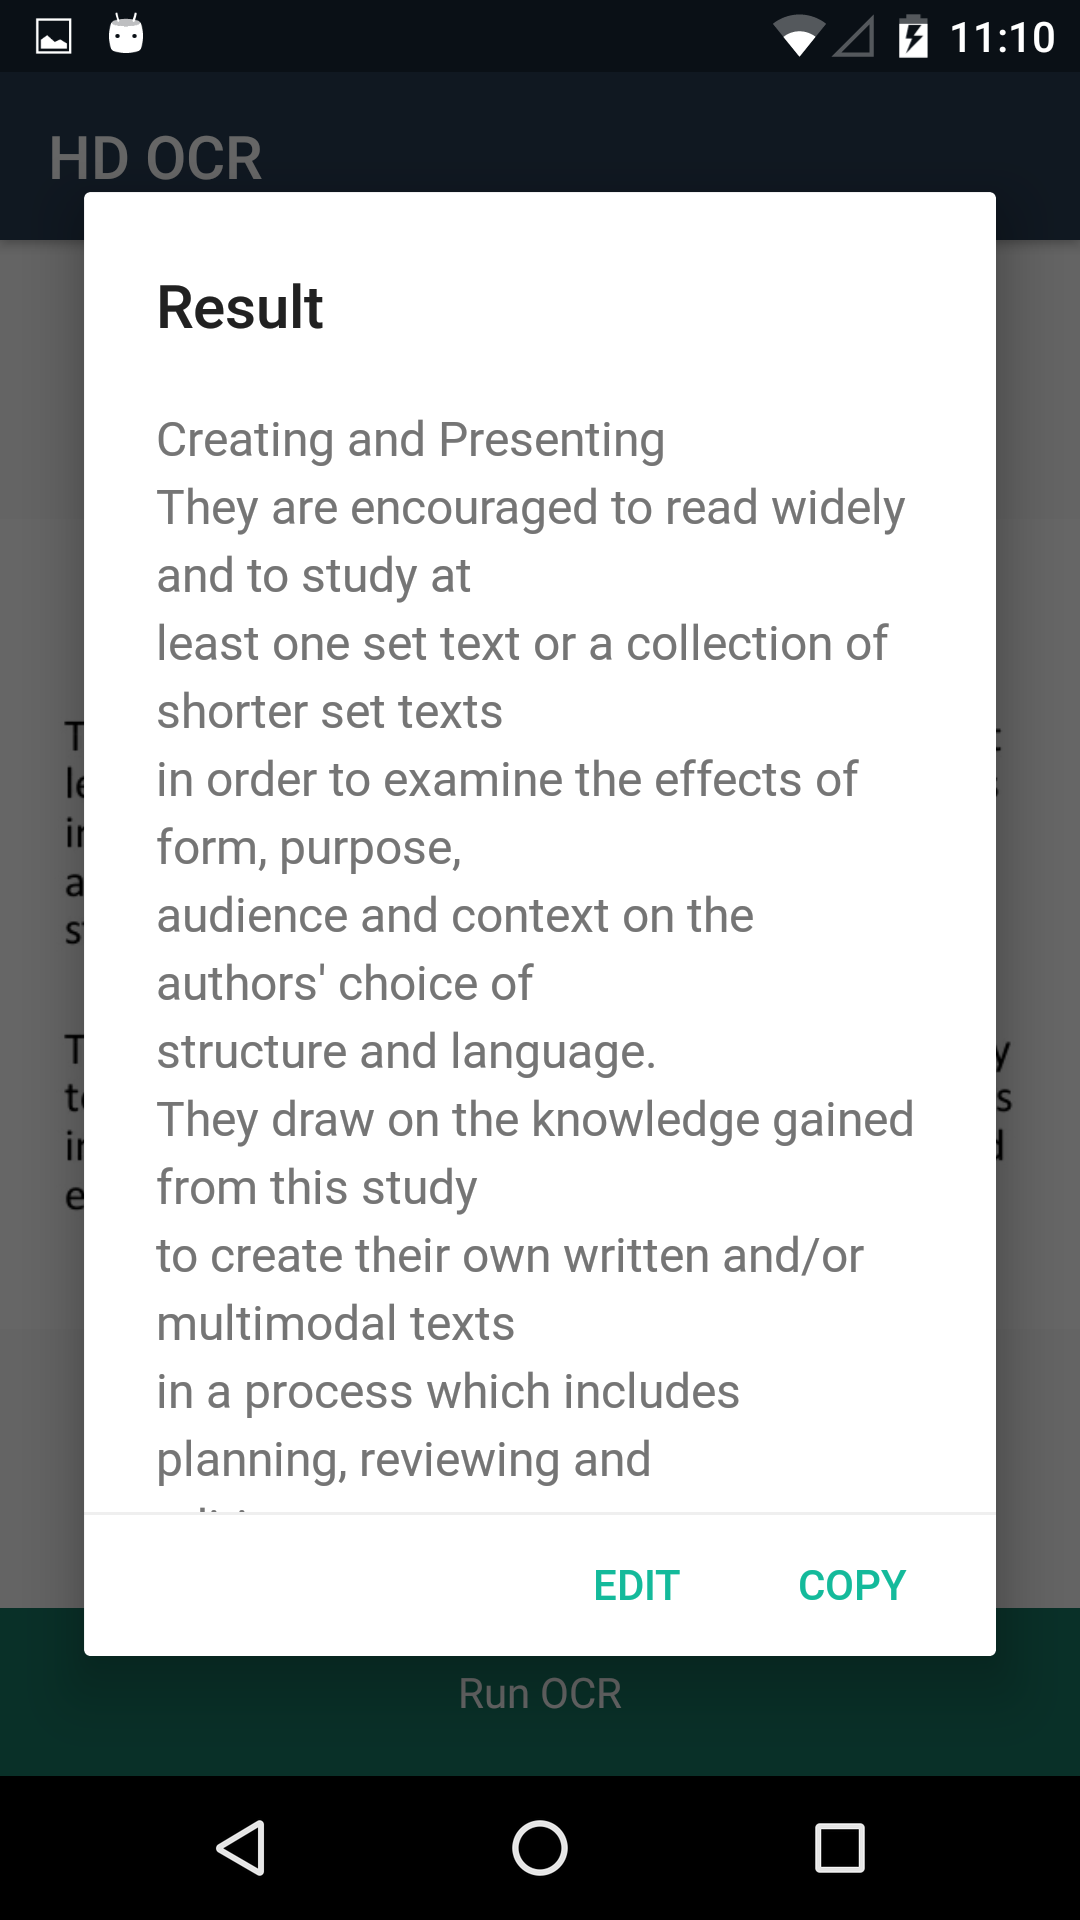 11:10
HD OCR
Result
Creating and Presenting
They are encouraged to read widely
and to study at
least one set text or a collection of
shorter set texts
in order to examine the effects of
form, purpose,
audience and context on the
authors' choice of
structure and language.
They draw on the knowledge gained
from this study
to create their own written and/or
multimodal texts
in a process which includes
planning, reviewing and
EDIT COPY
Run OCR